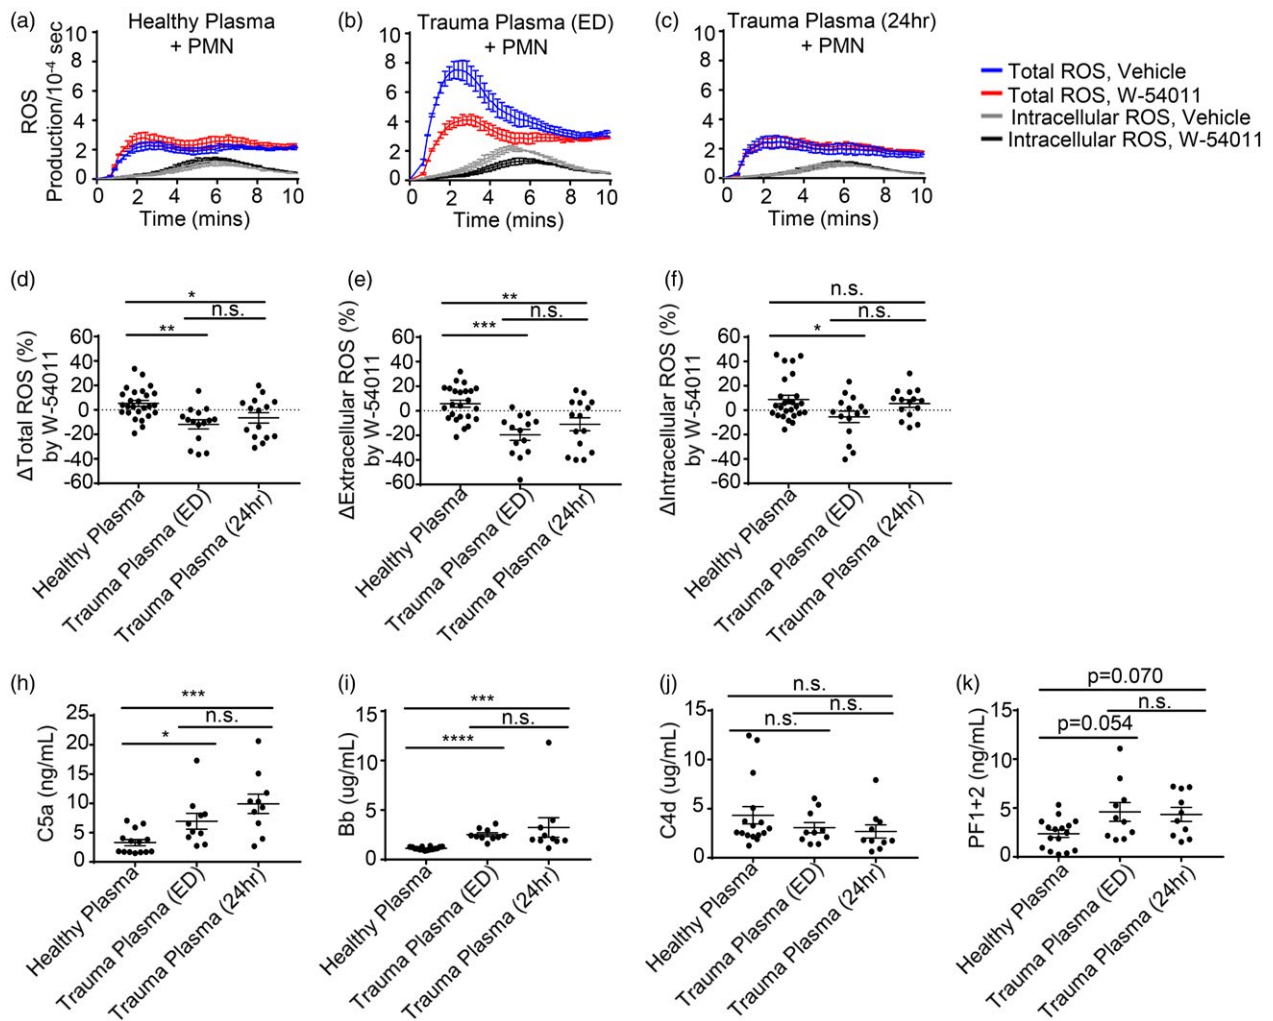 (a)
Healthy Plasma
+ PMN
ROS
Production/10⁻⁴ sec
10
8
6
4
2
0
0 2 4 6 8 10
Time (mins)
(b)
Trauma Plasma (ED)
+ PMN
10
8
6
4
2
0
0 2 4 6 8 10
Time (mins)
(c)
Trauma Plasma (24hr)
+ PMN
10
8
6
4
2
0
0 2 4 6 8 10
Time (mins)
Total ROS, Vehicle
Total ROS, W-54011
Intracellular ROS, Vehicle
Intracellular ROS, W-54011
(d)
*
n.s.
**
ΔTotal ROS (%)
by W-54011
60
40
20
0
-20
-40
-60
Healthy Plasma
Trauma Plasma (ED)
Trauma Plasma (24hr)
(e)
**
n.s.
***
ΔExtracellular ROS (%)
by W-54011
60
40
20
0
-20
-40
-60
Healthy Plasma
Trauma Plasma (ED)
Trauma Plasma (24hr)
(f)
n.s.
n.s.
*
ΔIntracellular ROS (%)
by W-54011
60
40
20
0
-20
-40
-60
Healthy Plasma
Trauma Plasma (ED)
Trauma Plasma (24hr)
(h)
***
n.s.
*
C5a (ng/mL)
25
20
15
10
5
0
Healthy Plasma
Trauma Plasma (ED)
Trauma Plasma (24hr)
(i)
***
n.s.
****
Bb (ug/mL)
15
10
5
0
Healthy Plasma
Trauma Plasma (ED)
Trauma Plasma (24hr)
(j)
n.s.
n.s.
n.s.
C4d (ug/mL)
15
10
5
0
Healthy Plasma
Trauma Plasma (ED)
Trauma Plasma (24hr)
(k)
p=0.070
n.s.
p=0.054
PF1+2 (ng/mL)
15
10
5
0
Healthy Plasma
Trauma Plasma (ED)
Trauma Plasma (24hr)